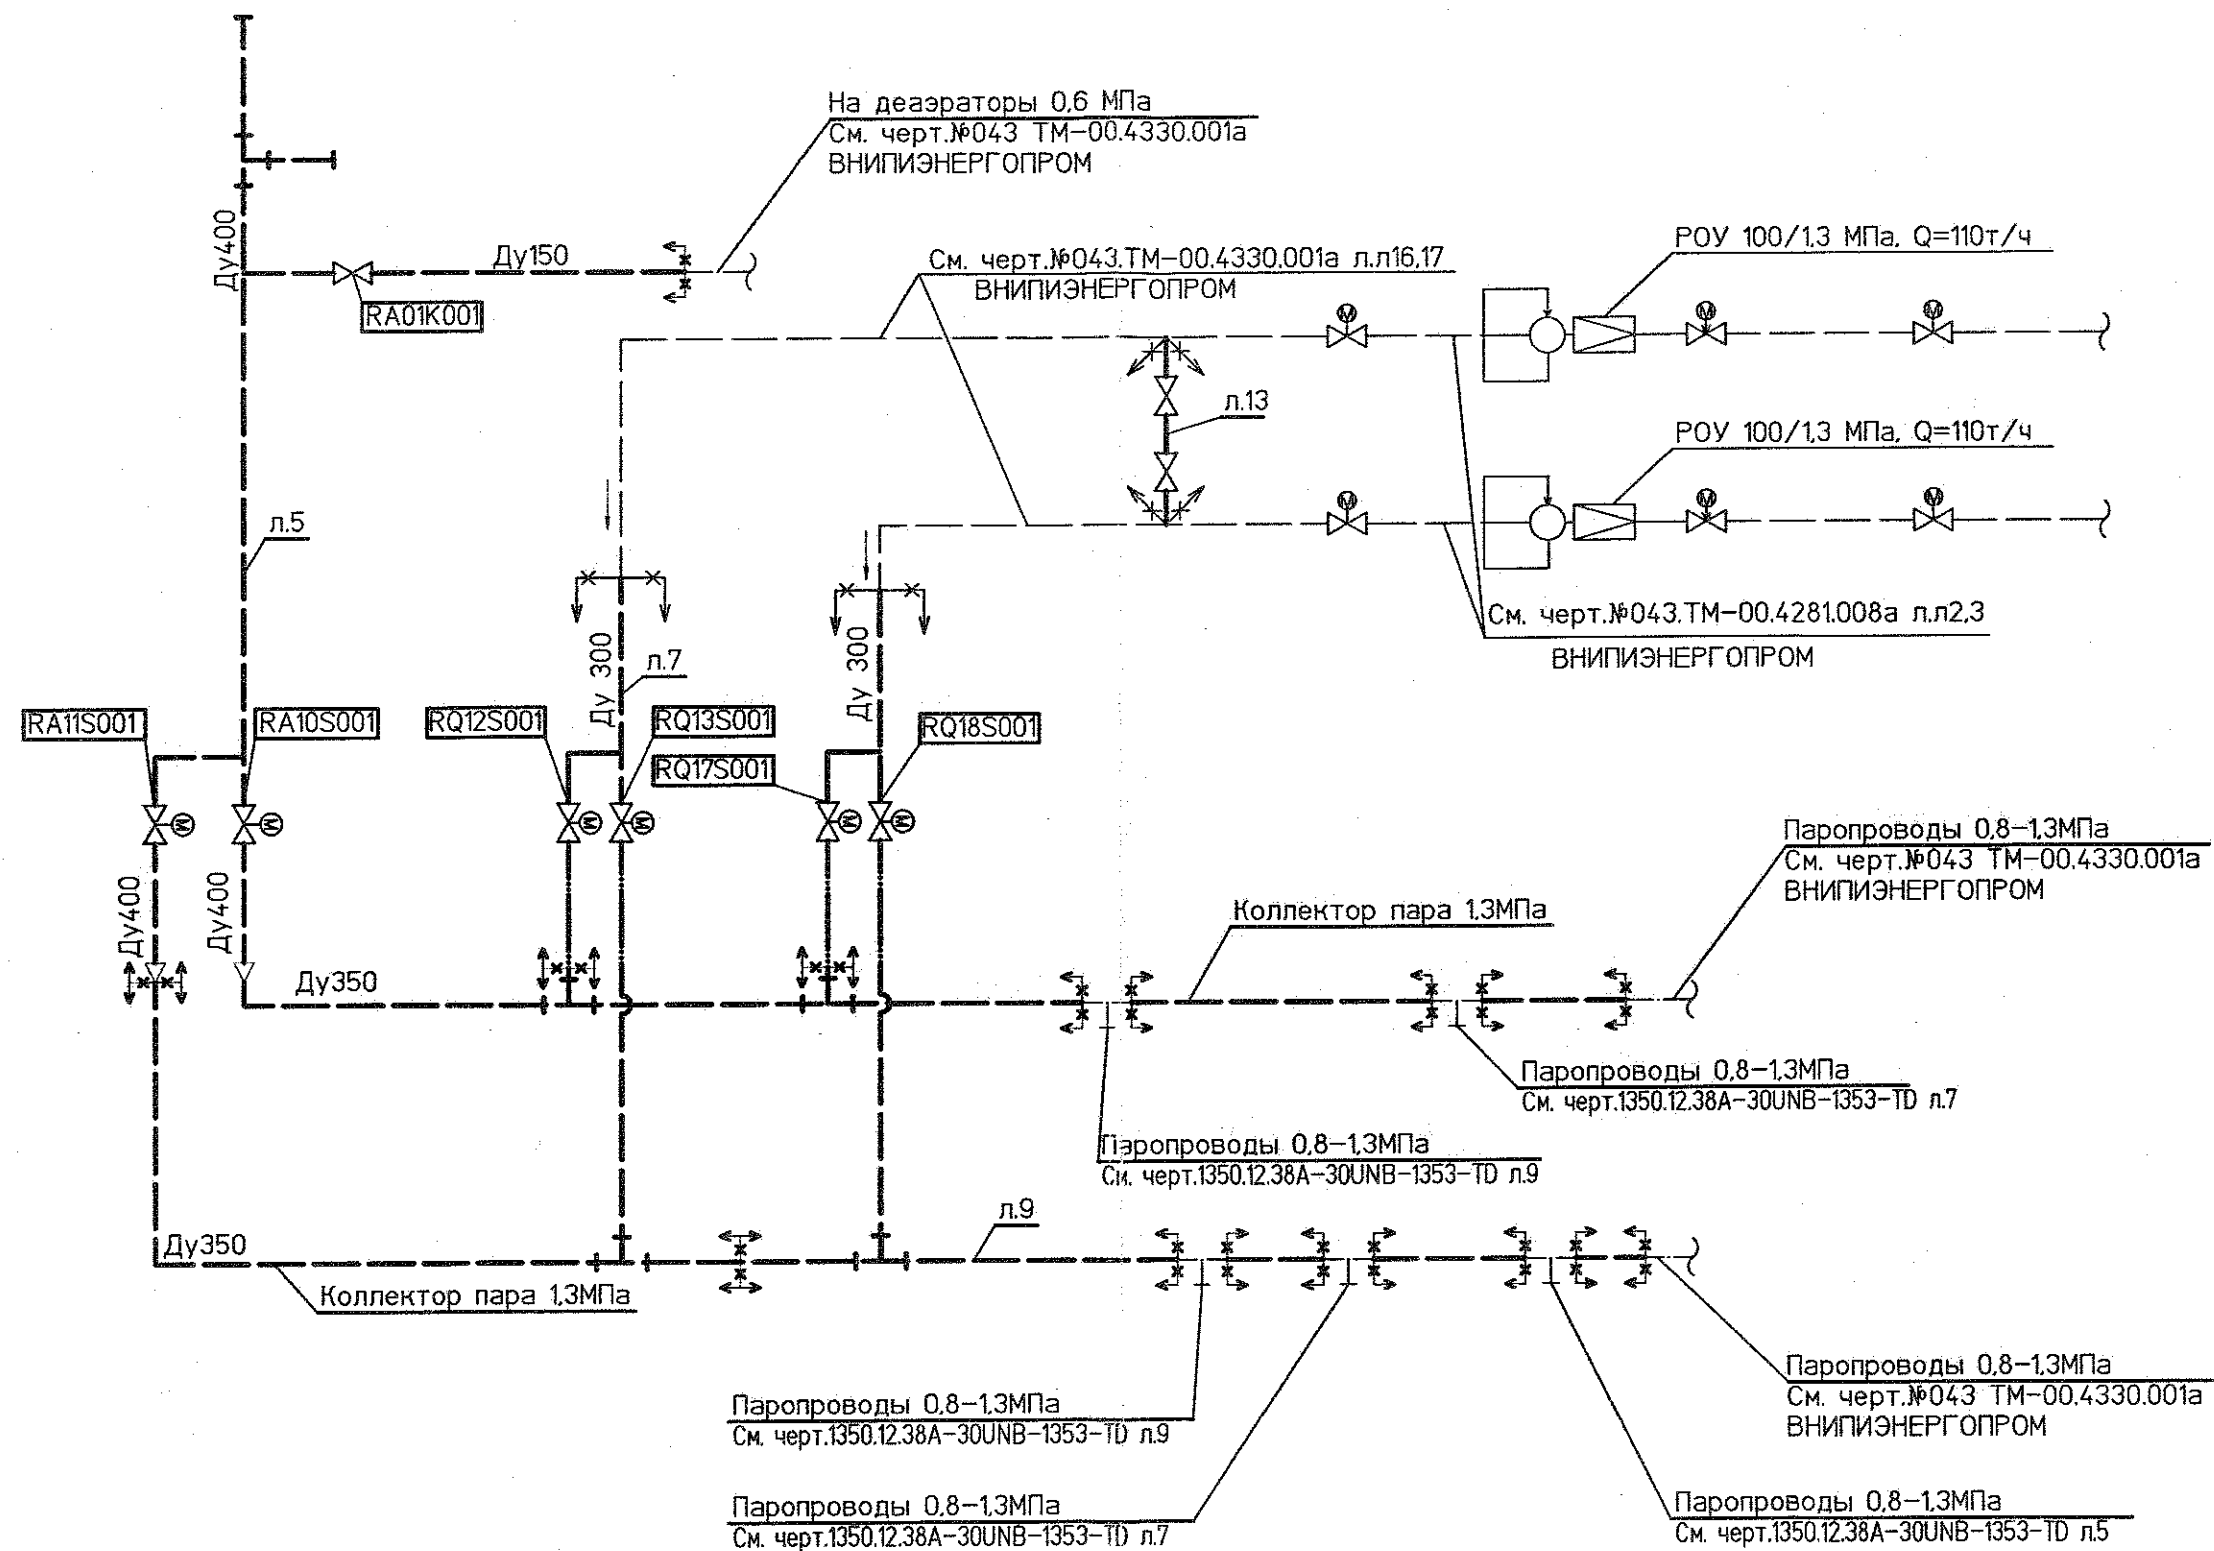 На деаэраторы 0,6 МПа
См. черт.№043 ТМ-00.4330.001а
ВНИПИЭНЕРГОПРОМ
Ду400
Ду150
RA01K001
См. черт.№043.ТМ-00.4330.001а л.л16,17
ВНИПИЭНЕРГОПРОМ
РОУ 100/1,3 МПа, Q=110т/ч
М
М
М
л.13
РОУ 100/1,3 МПа, Q=110т/ч
М
М
М
л.5
См. черт.№043.ТМ-00.4281.008а л.л2,3
ВНИПИЭНЕРГОПРОМ
Ду 300
л.7
Ду 300
RA11S001
RA10S001
RQ12S001
RQ13S001
RQ17S001
RQ18S001
М
М
М
М
М
М
Ду400
Ду400
Паропроводы 0,8-1,3МПа
См. черт.№043 ТМ-00.4330.001а
ВНИПИЭНЕРГОПРОМ
Коллектор пара 1,3МПа
Ду350
Паропроводы 0,8-1,3МПа
См. черт.1350.12.38А-30UNB-1353-TD л.7
Паропроводы 0,8-1,3МПа
См. черт.1350.12.38А-30UNB-1353-TD л.9
л.9
Ду350
Коллектор пара 1,3МПа
Паропроводы 0,8-1,3МПа
См. черт.№043 ТМ-00.4330.001а
ВНИПИЭНЕРГОПРОМ
Паропроводы 0,8-1,3МПа
См. черт.1350.12.38А-30UNB-1353-TD л.9
Паропроводы 0,8-1,3МПа
См. черт.1350.12.38А-30UNB-1353-TD л.7
Паропроводы 0,8-1,3МПа
См. черт.1350.12.38А-30UNB-1353-TD л.5